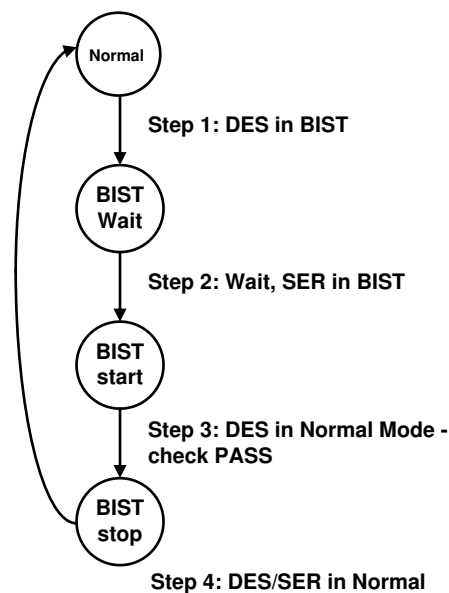 Normal
Step 1: DES in BIST
BIST
Wait
Step 2: Wait, SER in BIST
BIST
start
Step 3: DES in Normal Mode -
check PASS
BIST
stop
Step 4: DES/SER in Normal